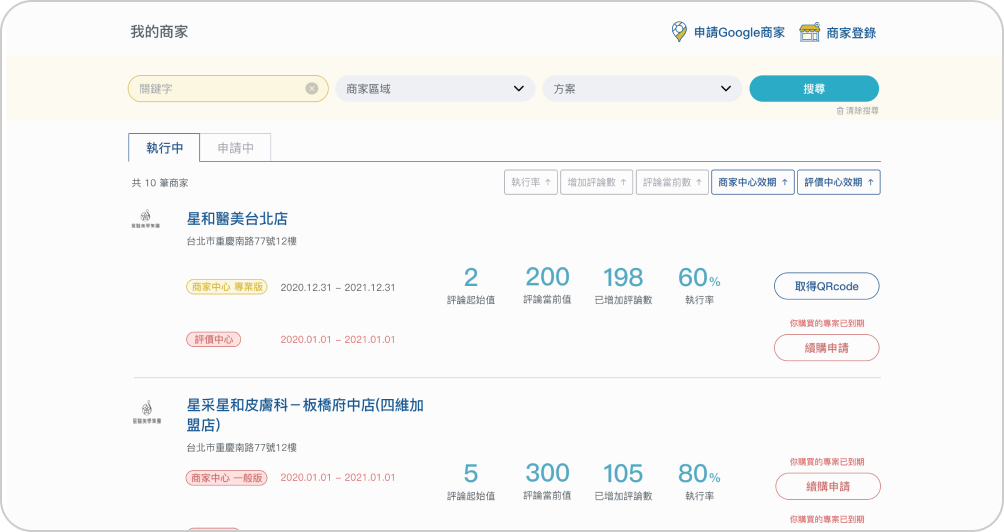 我的商家
申請Google商家
商家登錄
關鍵字
商家區域
方案
搜尋
清除搜尋
執行中
申請中
共 10 筆商家
執行率 ↑
增加評論數 ↑
評論當前數 ↑
商家中心效期 ↑
評價中心效期 ↑
星和醫美台北店
台北市重慶南路77號12樓
商家中心 專業版
2020.12.31 ~ 2021.12.31
2
評論起始值
200
評論當前值
198
已增加評論數
60%
執行率
取得QRcode
評價中心
2020.01.01 ~ 2021.01.01
你購買的專案已到期
續購申請
星采星和皮膚科－板橋府中店(四維加
盟店)
台北市重慶南路77號12樓
商家中心 一般版
2020.01.01 ~ 2021.01.01
5
評論起始值
300
評論當前值
105
已增加評論數
80%
執行率
你購買的專案已到期
續購申請
你購買的專案已到期